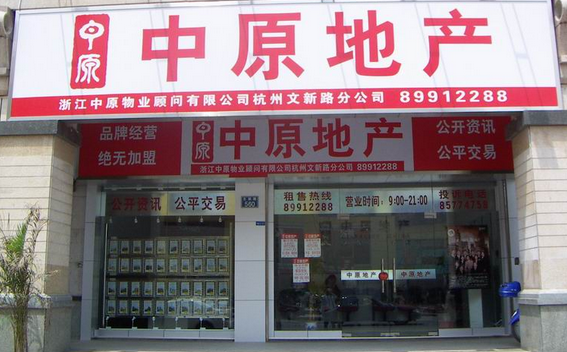 中原 中原地产
浙江中原物业顾问有限公司杭州文新路分公司 89912288
品牌经营
绝无加盟
中原 中原地产
浙江中原物业顾问有限公司杭州文新路分公司 89912288
公开资讯
公平交易
公开资讯 公平交易
租售热线
89912288
营业时间：9:00-21:00
投诉电话
85774758
中原地产
中原地产